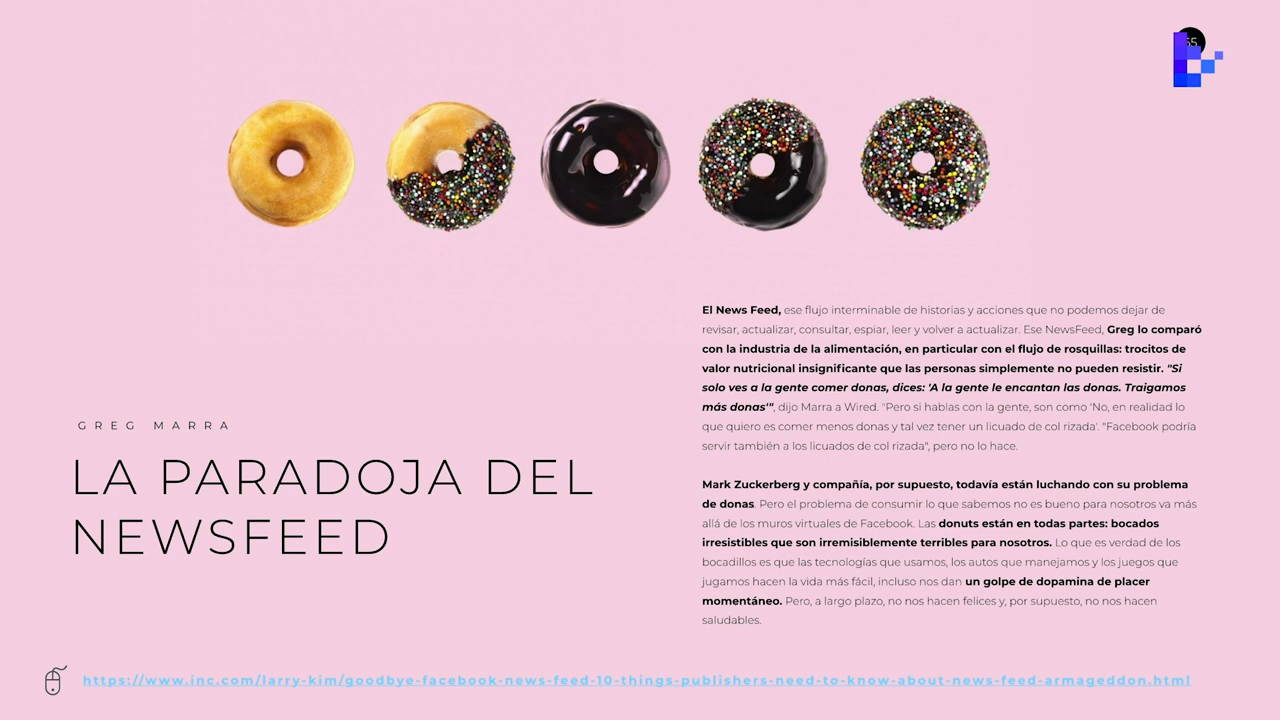 GREG MARRA
LA PARADOJA DEL
NEWSFEED
El News Feed, ese flujo interminable de historias y acciones que no podemos dejar de
revisar, actualizar, consultar, espiar, leer y volver a actualizar. Ese NewsFeed, Greg lo comparó
con la industria de la alimentación, en particular con el flujo de rosquillas: trocitos de
valor nutricional insignificante que las personas simplemente no pueden resistir. "Si
solo ves a la gente comer donas, dices: 'A la gente le encantan las donas. Traigamos
más donas'", dijo Marra a Wired. "Pero si hablas con la gente, son como 'No, en realidad lo
que quiero es comer menos donas y tal vez tener un licuado de col rizada'. "Facebook podría
servir también a los licuados de col rizada", pero no lo hace.
Mark Zuckerberg y compañía, por supuesto, todavía están luchando con su problema
de donas. Pero el problema de consumir lo que sabemos no es bueno para nosotros va más
allá de los muros virtuales de Facebook. Las donuts están en todas partes: bocados
irresistibles que son irremisiblemente terribles para nosotros. Lo que es verdad de los
bocadillos es que las tecnologías que usamos, los autos que manejamos y los juegos que
jugamos hacen la vida más fácil, incluso nos dan un golpe de dopamina de placer
momentáneo. Pero, a largo plazo, no nos hacen felices y, por supuesto, no nos hacen
saludables.
https://www.inc.com/larry-kim/goodbye-facebook-news-feed-10-things-publishers-need-to-know-about-news-feed-armageddon.html